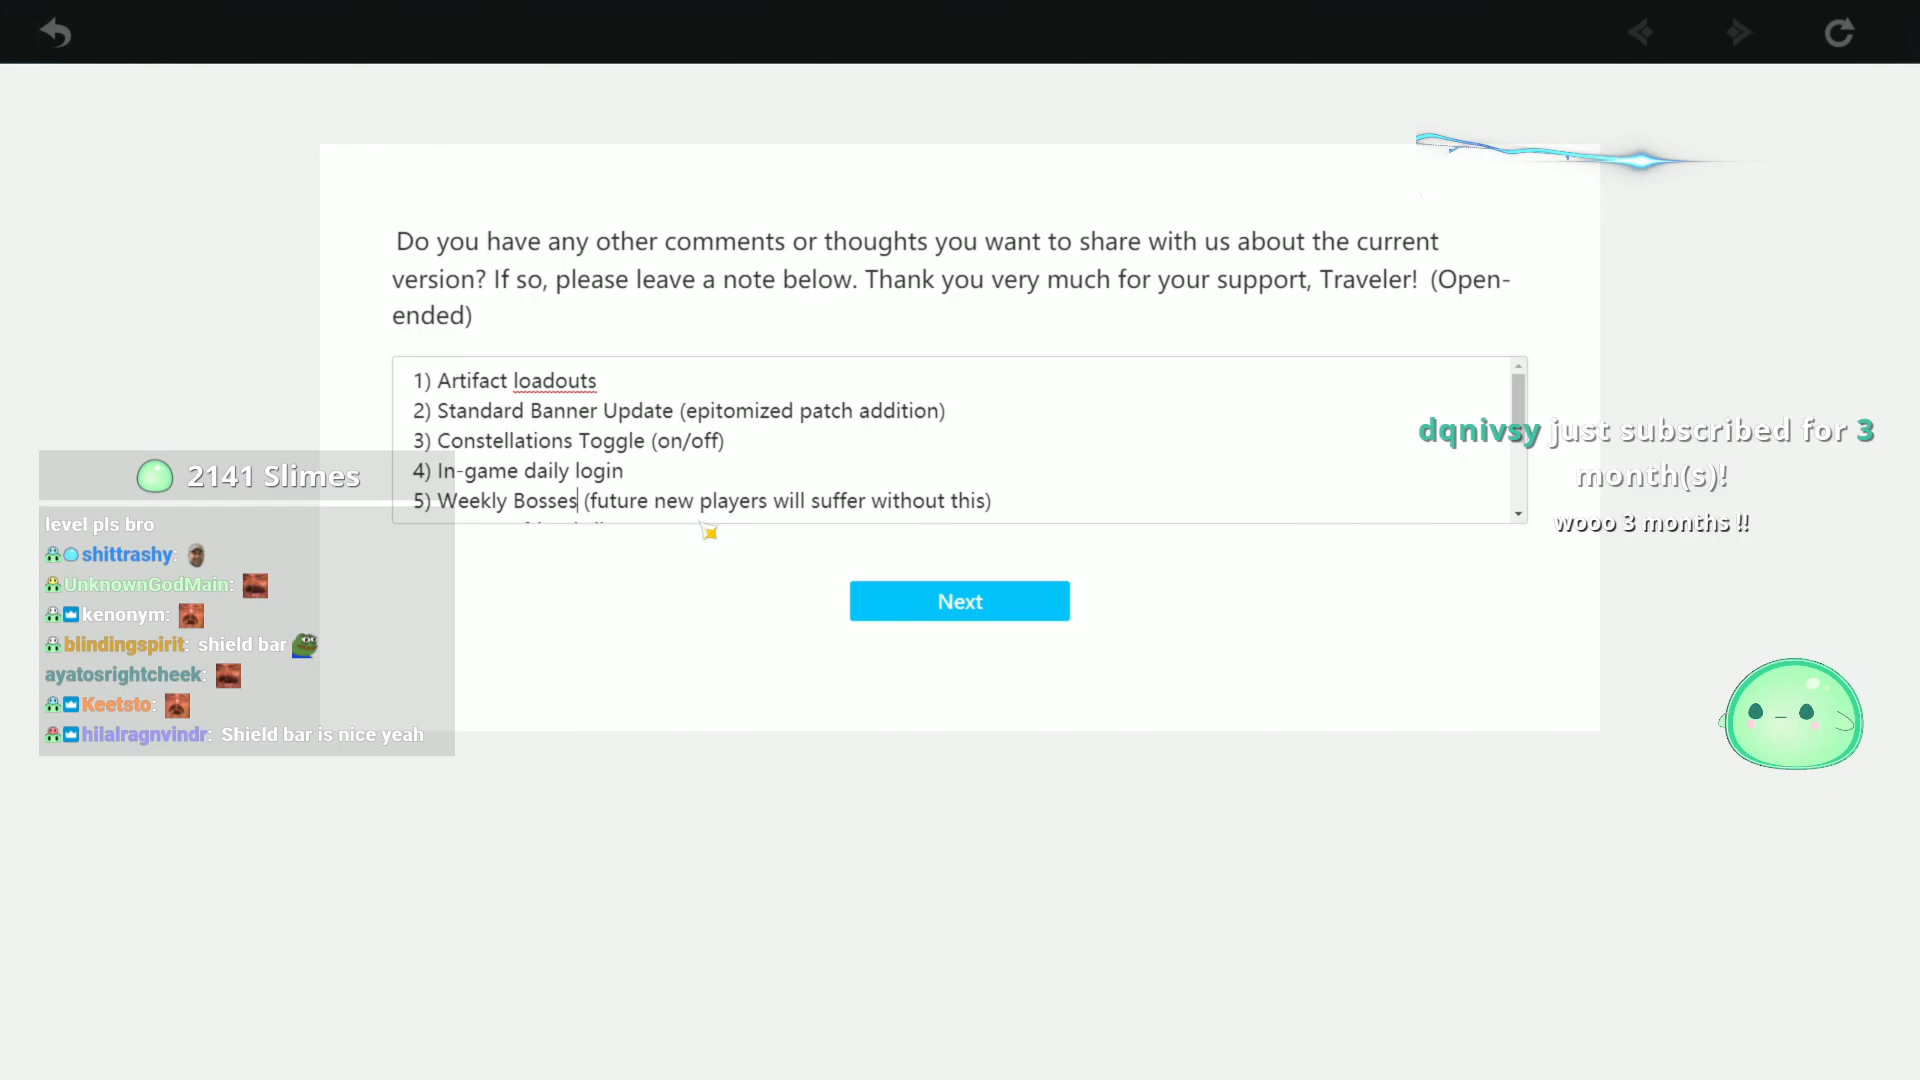 Do you have any other comments or thoughts you want to share with us about the current
version? If so, please leave a note below. Thank you very much for your support, Traveler! (Open-
ended)
1) Artifact loadouts
2) Standard Banner Update (epitomized patch addition)
3) Constellations Toggle (on/off)
4) In-game daily login
5) Weekly Bosses (future new players will suffer without this)
Next
2141 Slimes
level pls bro
shittrashy:
UnknownGodMain:
kenonym:
blindingspirit: shield bar
ayatosrightcheek:
Keetsto:
hilalragnvindr: Shield bar is nice yeah
dqnivsy just subscribed for 3
month(s)!
wooo 3 months !!